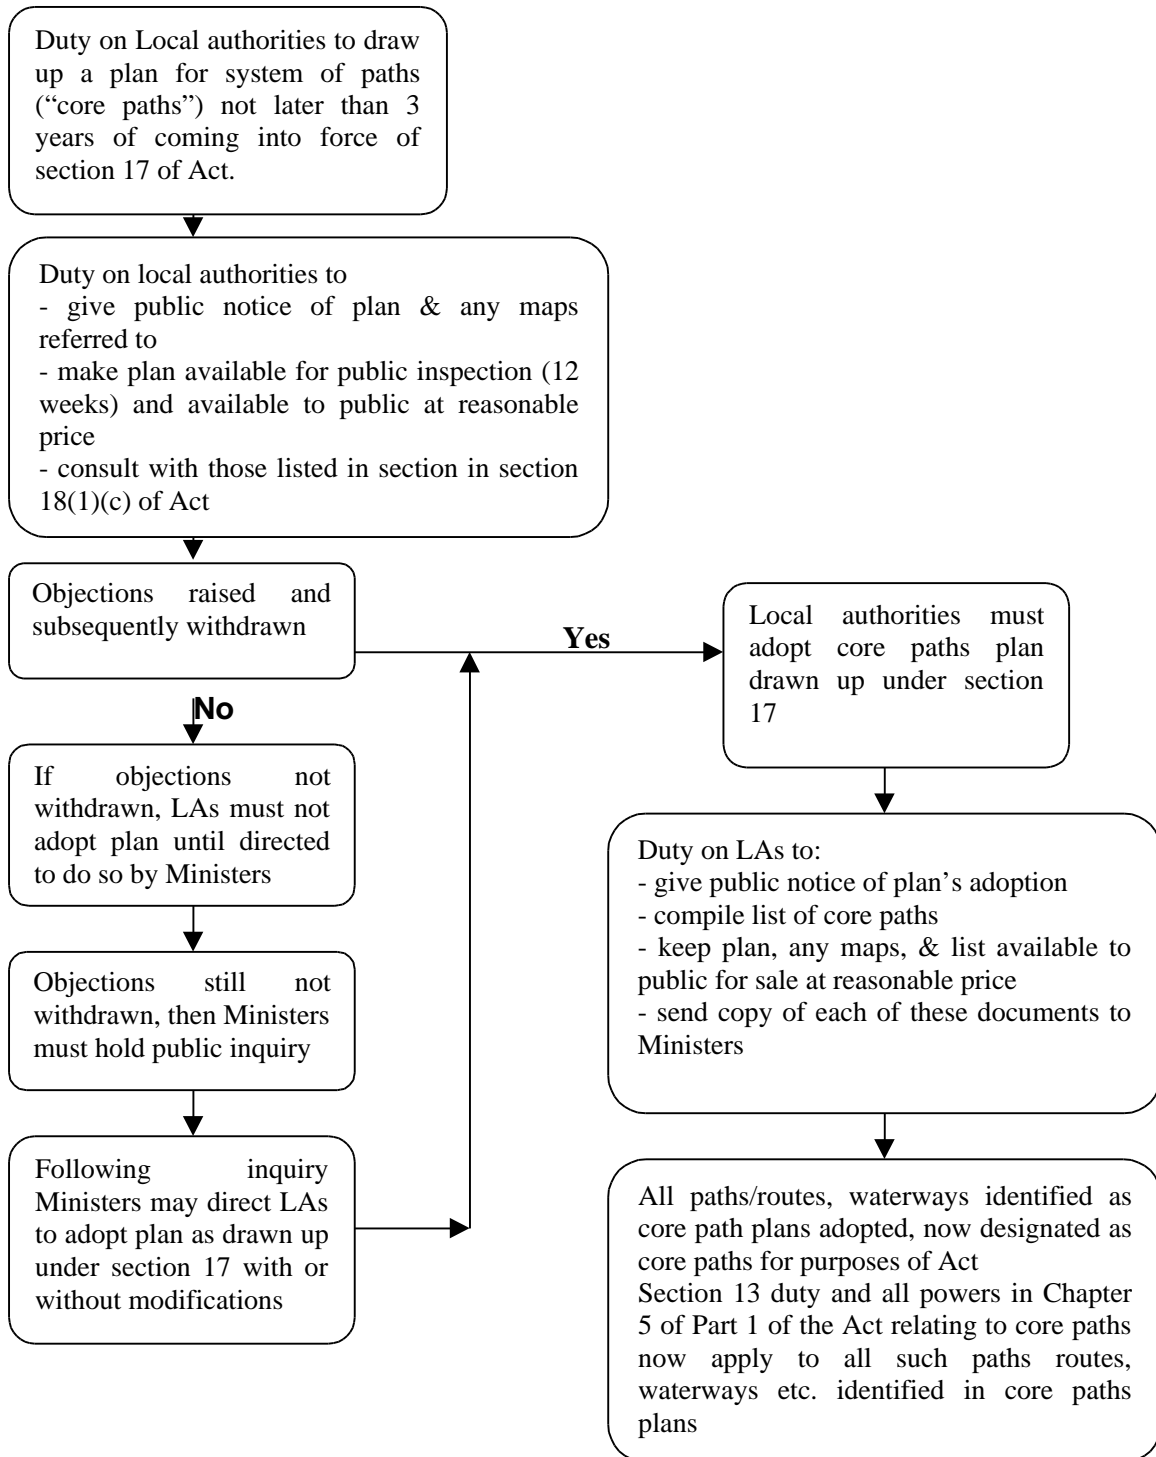 Duty on Local authorities to draw
up a plan for system of paths
(“core paths”) not later than 3
years of coming into force of
section 17 of Act.
Duty on local authorities to
- give public notice of plan & any maps
referred to
- make plan available for public inspection (12
weeks) and available to public at reasonable
price
- consult with those listed in section in section
18(1)(c) of Act
Objections raised and
subsequently withdrawn
Yes
Local authorities must
adopt core paths plan
drawn up under section
17
No
If objections not
withdrawn, LAs must not
adopt plan until directed
to do so by Ministers
Objections still not
withdrawn, then Ministers
must hold public inquiry
Following inquiry
Ministers may direct LAs
to adopt plan as drawn up
under section 17 with or
without modifications
Duty on LAs to:
- give public notice of plan’s adoption
- compile list of core paths
- keep plan, any maps, & list available to
public for sale at reasonable price
- send copy of each of these documents to
Ministers
All paths/routes, waterways identified as
core path plans adopted, now designated as
core paths for purposes of Act
Section 13 duty and all powers in Chapter
5 of Part 1 of the Act relating to core paths
now apply to all such paths routes,
waterways etc. identified in core paths
plans